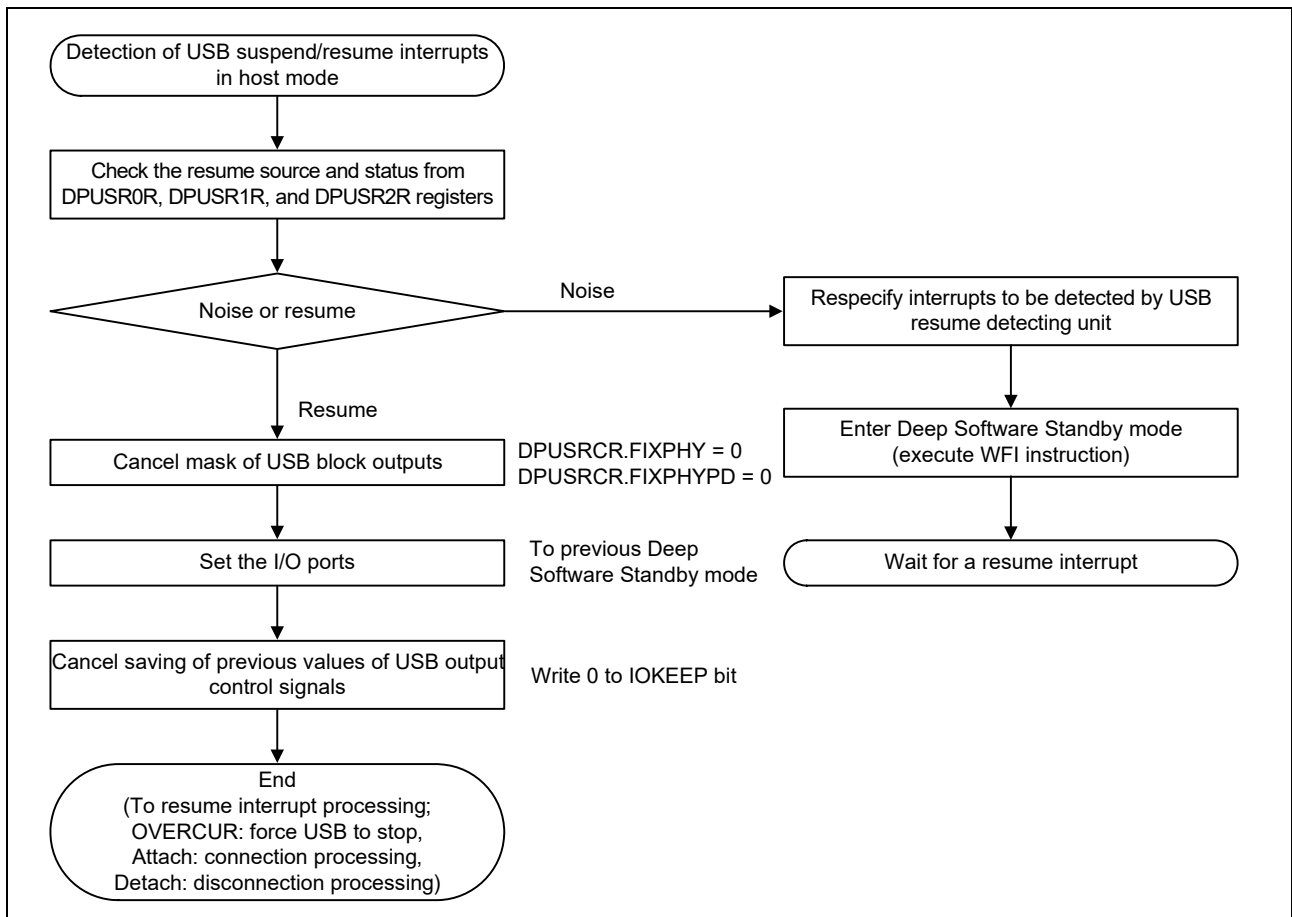 Detection of USB suspend/resume interrupts
in host mode
Check the resume source and status from
DPUSR0R, DPUSR1R, and DPUSR2R registers
Noise or resume
Noise
Respecify interrupts to be detected by USB
resume detecting unit
Enter Deep Software Standby mode
(execute WFI instruction)
Wait for a resume interrupt
Resume
Cancel mask of USB block outputs
DPUSRCR.FIXPHY = 0
DPUSRCR.FIXPHYPD = 0
Set the I/O ports
To previous Deep
Software Standby mode
Cancel saving of previous values of USB output
control signals
Write 0 to IOKEEP bit
End
(To resume interrupt processing;
OVERCUR: force USB to stop,
Attach: connection processing,
Detach: disconnection processing)